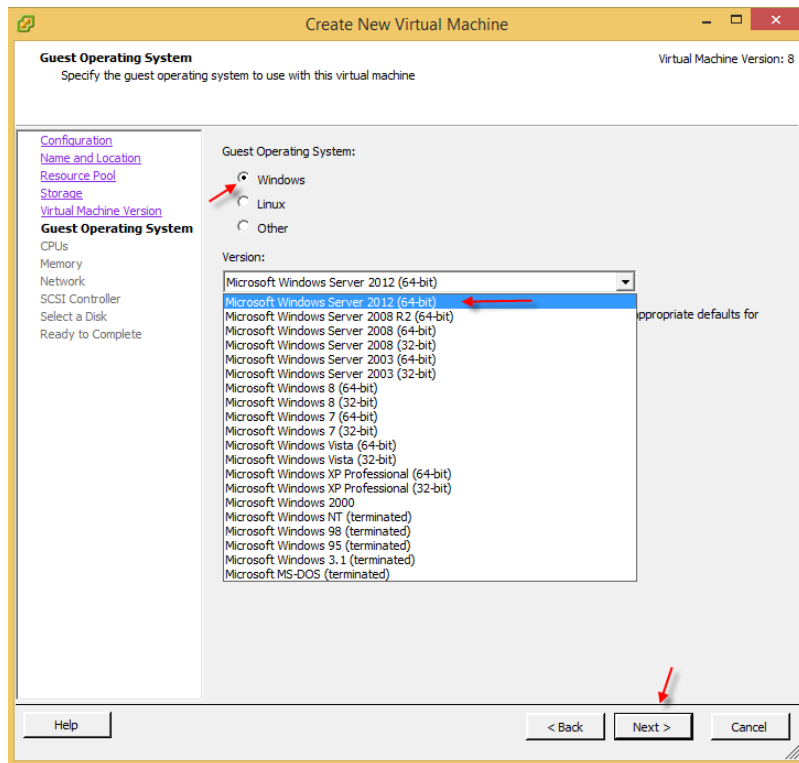 Create New Virtual Machine
Guest Operating System
Specify the guest operating system to use with this virtual machine
Virtual Machine Version: 8
Configuration
Name and Location
Resource Pool
Storage
Virtual Machine Version
Guest Operating System
CPUs
Memory
Network
SCSI Controller
Select a Disk
Ready to Complete
Guest Operating System:
Windows
Linux
Other
Version:
Microsoft Windows Server 2012 (64-bit)
Microsoft Windows Server 2012 (64-bit)
Microsoft Windows Server 2008 R2 (64-bit)
ppropriate defaults for
Microsoft Windows Server 2008 (64-bit)
Microsoft Windows Server 2008 (32-bit)
Microsoft Windows Server 2003 (64-bit)
Microsoft Windows Server 2003 (32-bit)
Microsoft Windows 8 (64-bit)
Microsoft Windows 8 (32-bit)
Microsoft Windows 7 (64-bit)
Microsoft Windows 7 (32-bit)
Microsoft Windows Vista (64-bit)
Microsoft Windows Vista (32-bit)
Microsoft Windows XP Professional (64-bit)
Microsoft Windows XP Professional (32-bit)
Microsoft Windows 2000
Microsoft Windows NT (terminated)
Microsoft Windows 98 (terminated)
Microsoft Windows 95 (terminated)
Microsoft Windows 3.1 (terminated)
Microsoft MS-DOS (terminated)
Help
< Back
Next >
Cancel